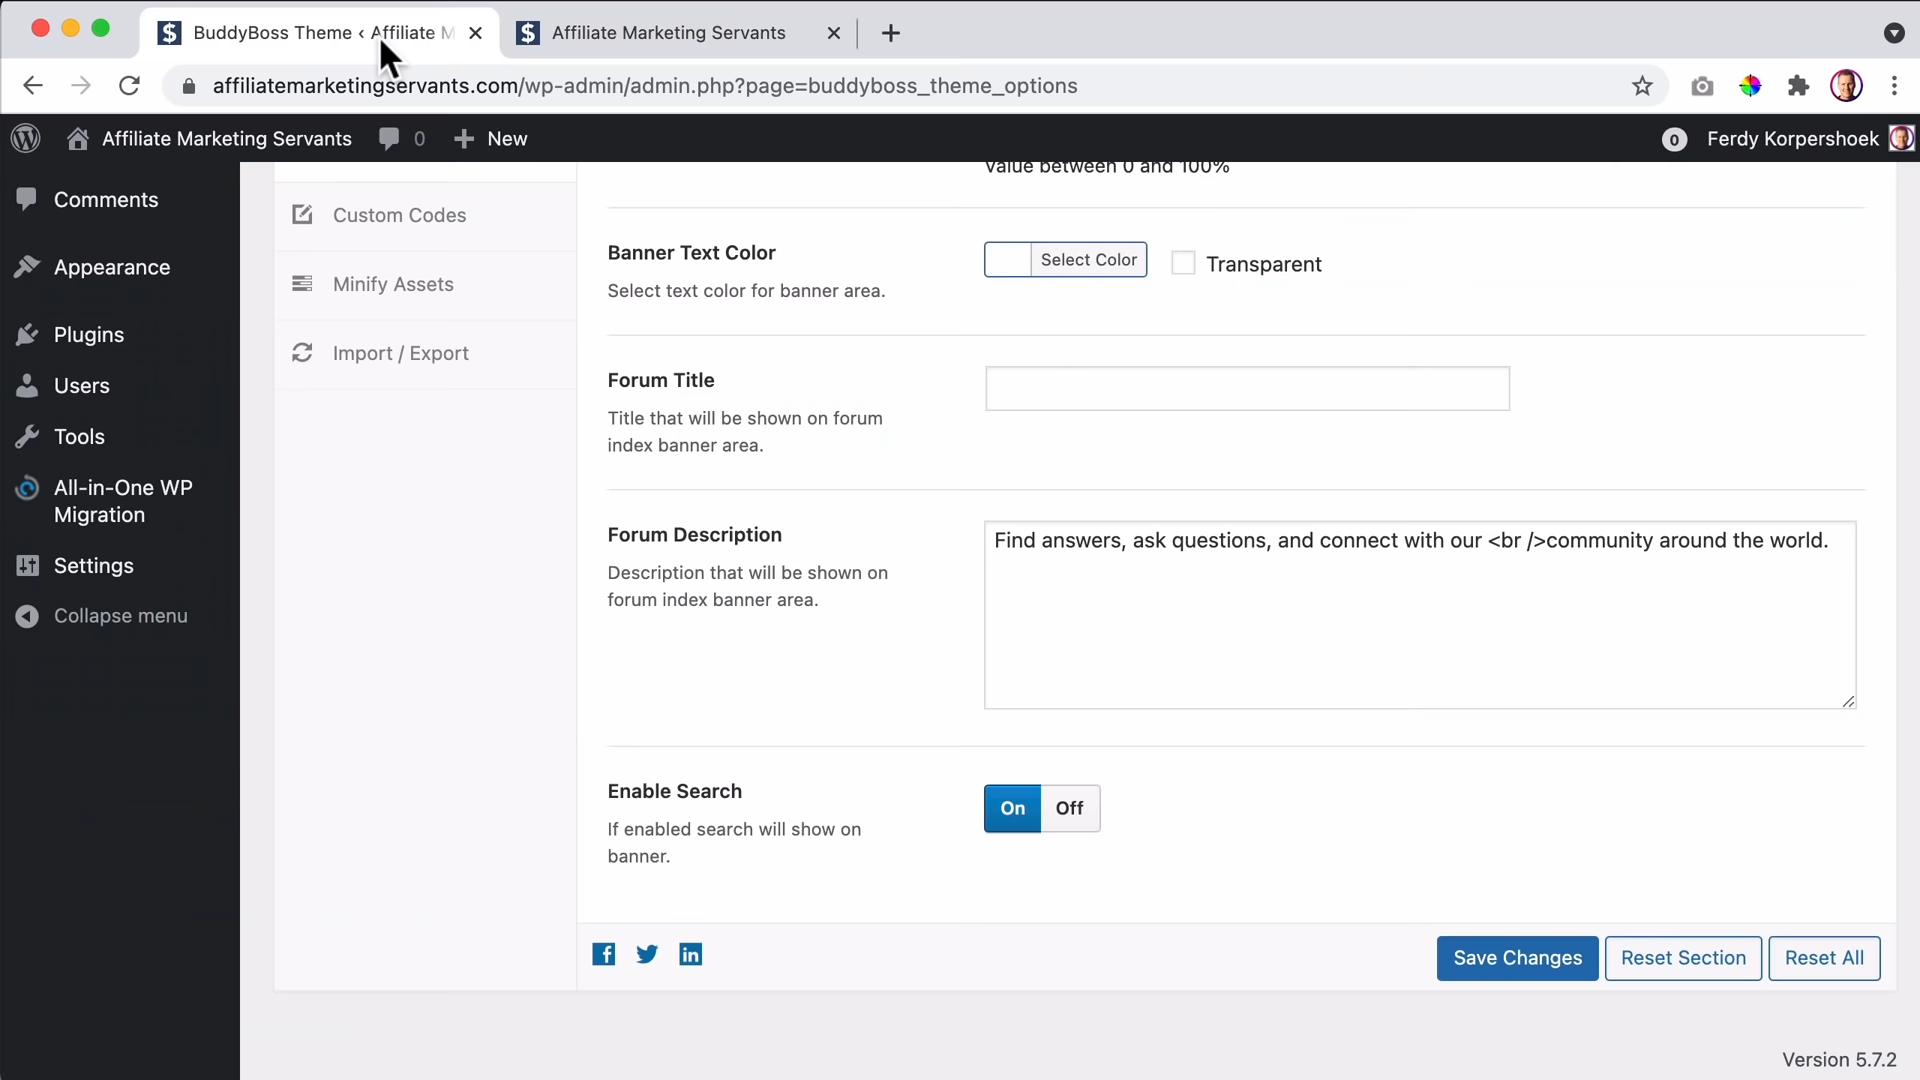 BuddyBoss Theme ‹ Affiliate M
Affiliate Marketing Servants
affiliatemarketingservants.com/wp-admin/admin.php?page=buddyboss_theme_options
Affiliate Marketing Servants
0
New
0
Ferdy Korpershoek
Comments
Appearance
Plugins
Users
Tools
All-in-One WP
Migration
Settings
Collapse menu
Custom Codes
Minify Assets
Import / Export
Value between 0 and 100%
Banner Text Color
Select text color for banner area.
Select Color
Transparent
Forum Title
Title that will be shown on forum
index banner area.
Forum Description
Description that will be shown on
forum index banner area.
Find answers, ask questions, and connect with our <br />community around the world.
Enable Search
If enabled search will show on
banner.
On
Off
Save Changes
Reset Section
Reset All
Version 5.7.2